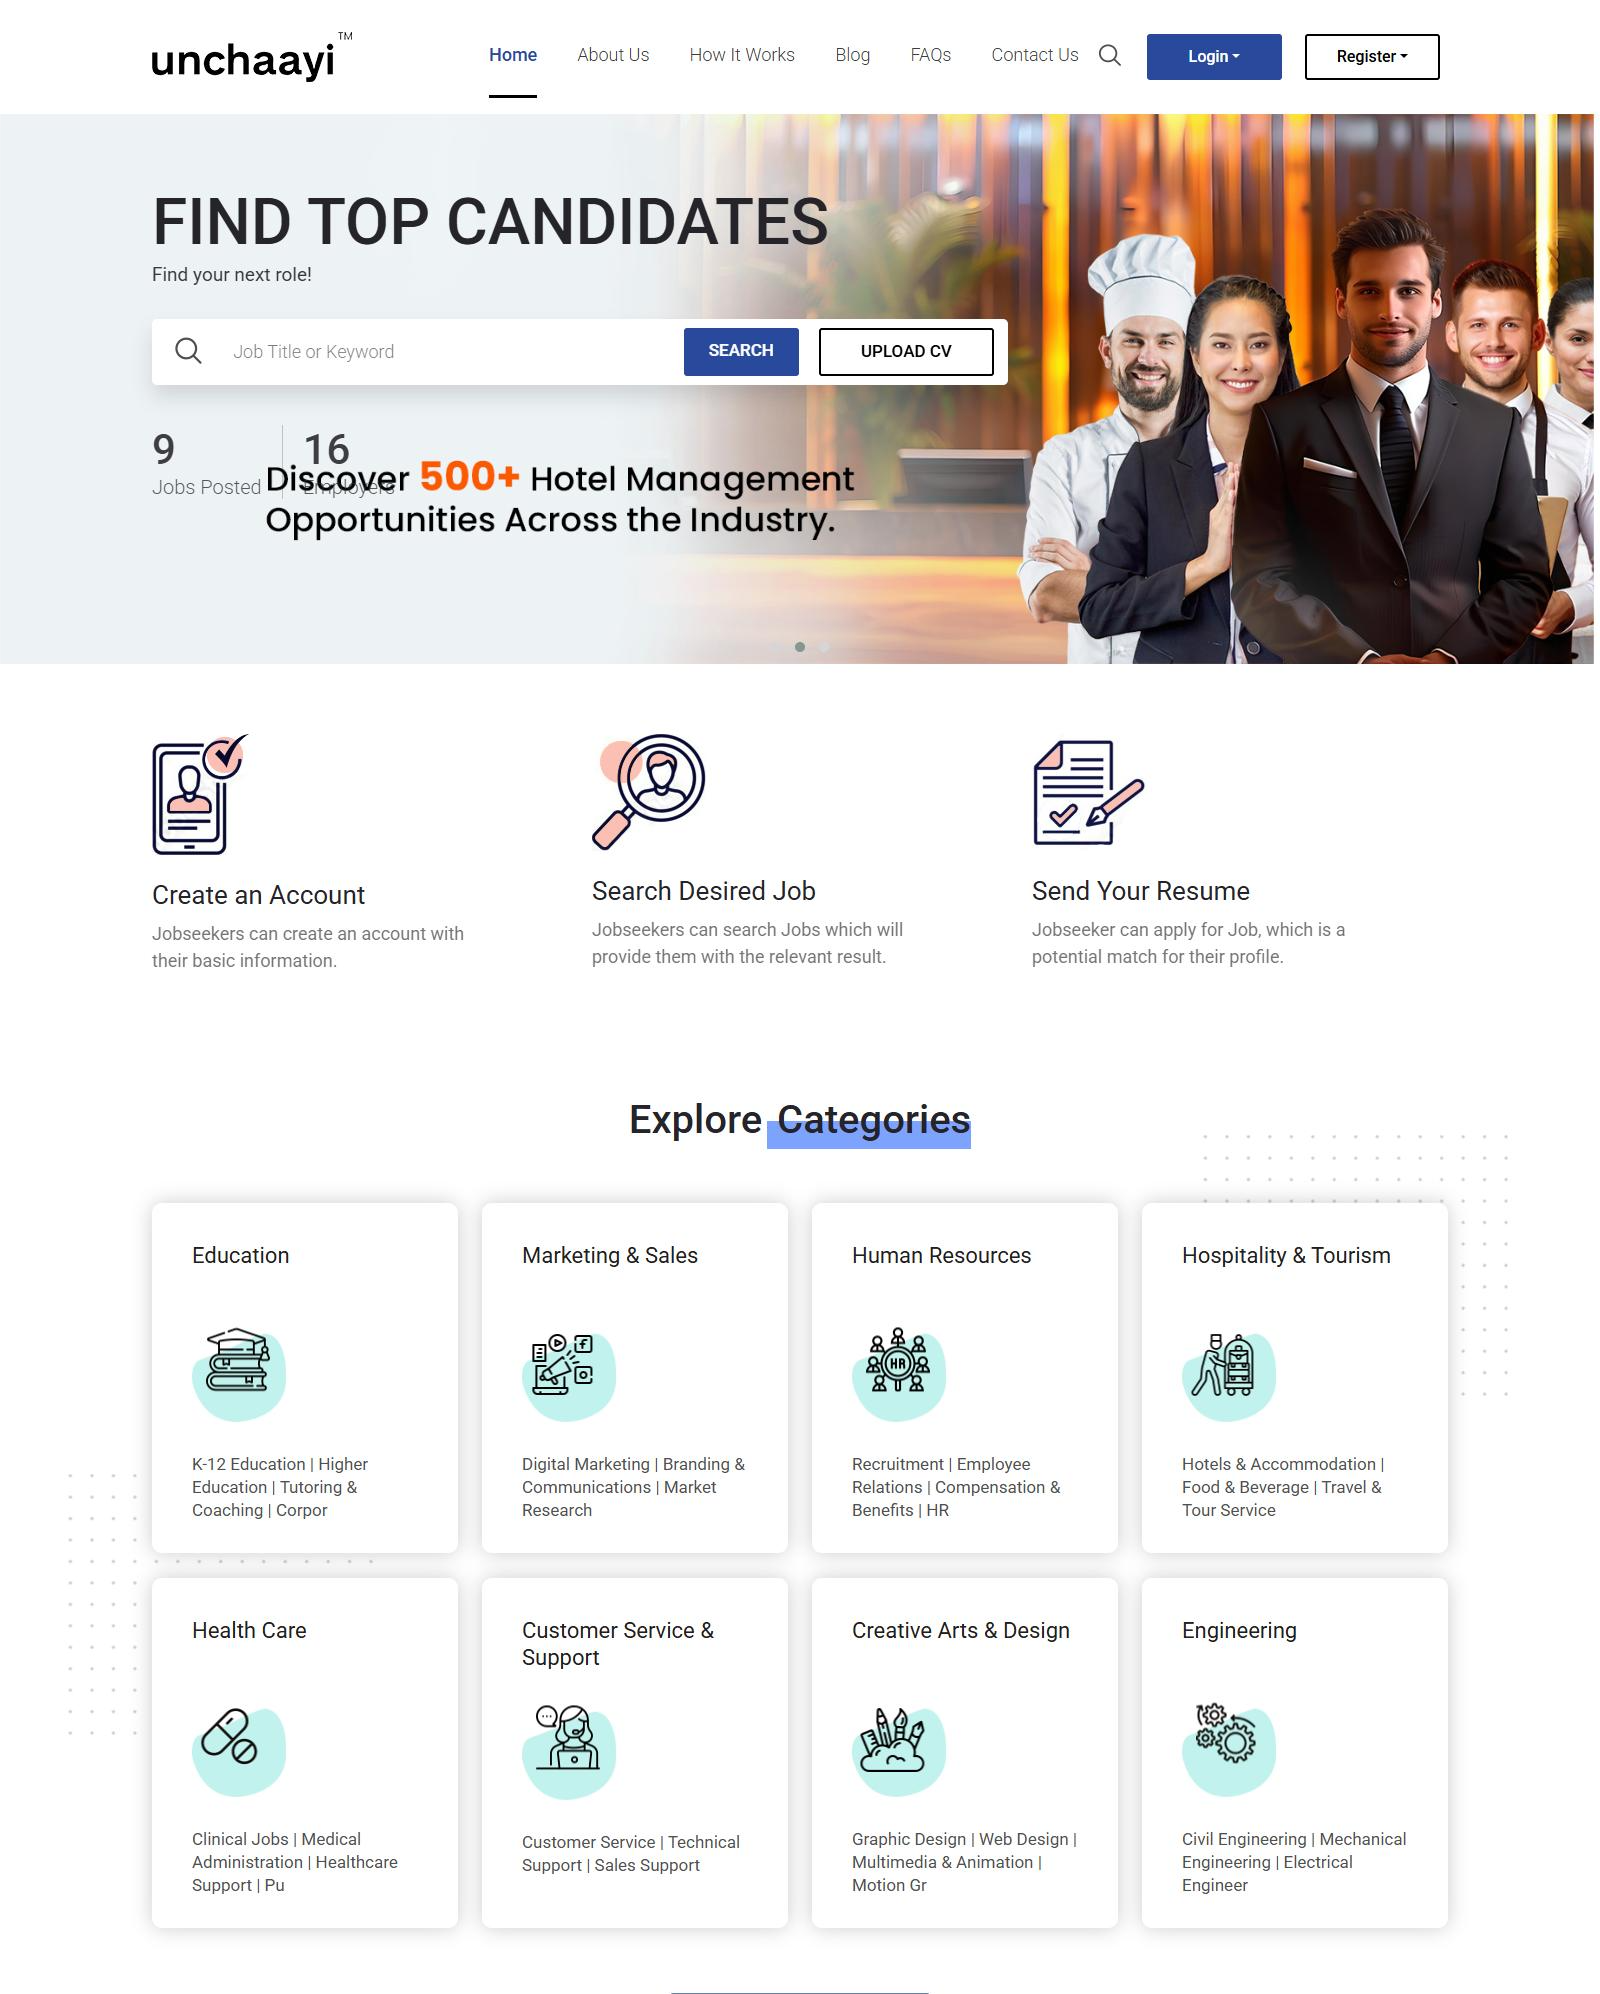 unchaayi™
Home
About Us
How It Works
Blog
FAQs
Contact Us
Login
Register
FIND TOP CANDIDATES
Find your next role!
Job Title or Keyword
SEARCH
UPLOAD CV
9
Jobs Posted
16
Employers
Discover 500+ Hotel Management
Opportunities Across the Industry.
Create an Account
Jobseekers can create an account with
their basic information.
Search Desired Job
Jobseekers can search Jobs which will
provide them with the relevant result.
Send Your Resume
Jobseeker can apply for Job, which is a
potential match for their profile.
Explore Categories
Education
K-12 Education | Higher
Education | Tutoring &
Coaching | Corpor
Marketing & Sales
Digital Marketing | Branding &
Communications | Market
Research
Human Resources
HR
Recruitment | Employee
Relations | Compensation &
Benefits | HR
Hospitality & Tourism
Hotels & Accommodation |
Food & Beverage | Travel &
Tour Service
Health Care
Clinical Jobs | Medical
Administration | Healthcare
Support | Pu
Customer Service &
Support
Customer Service | Technical
Support | Sales Support
Creative Arts & Design
Graphic Design | Web Design |
Multimedia & Animation |
Motion Gr
Engineering
Civil Engineering | Mechanical
Engineering | Electrical
Engineer